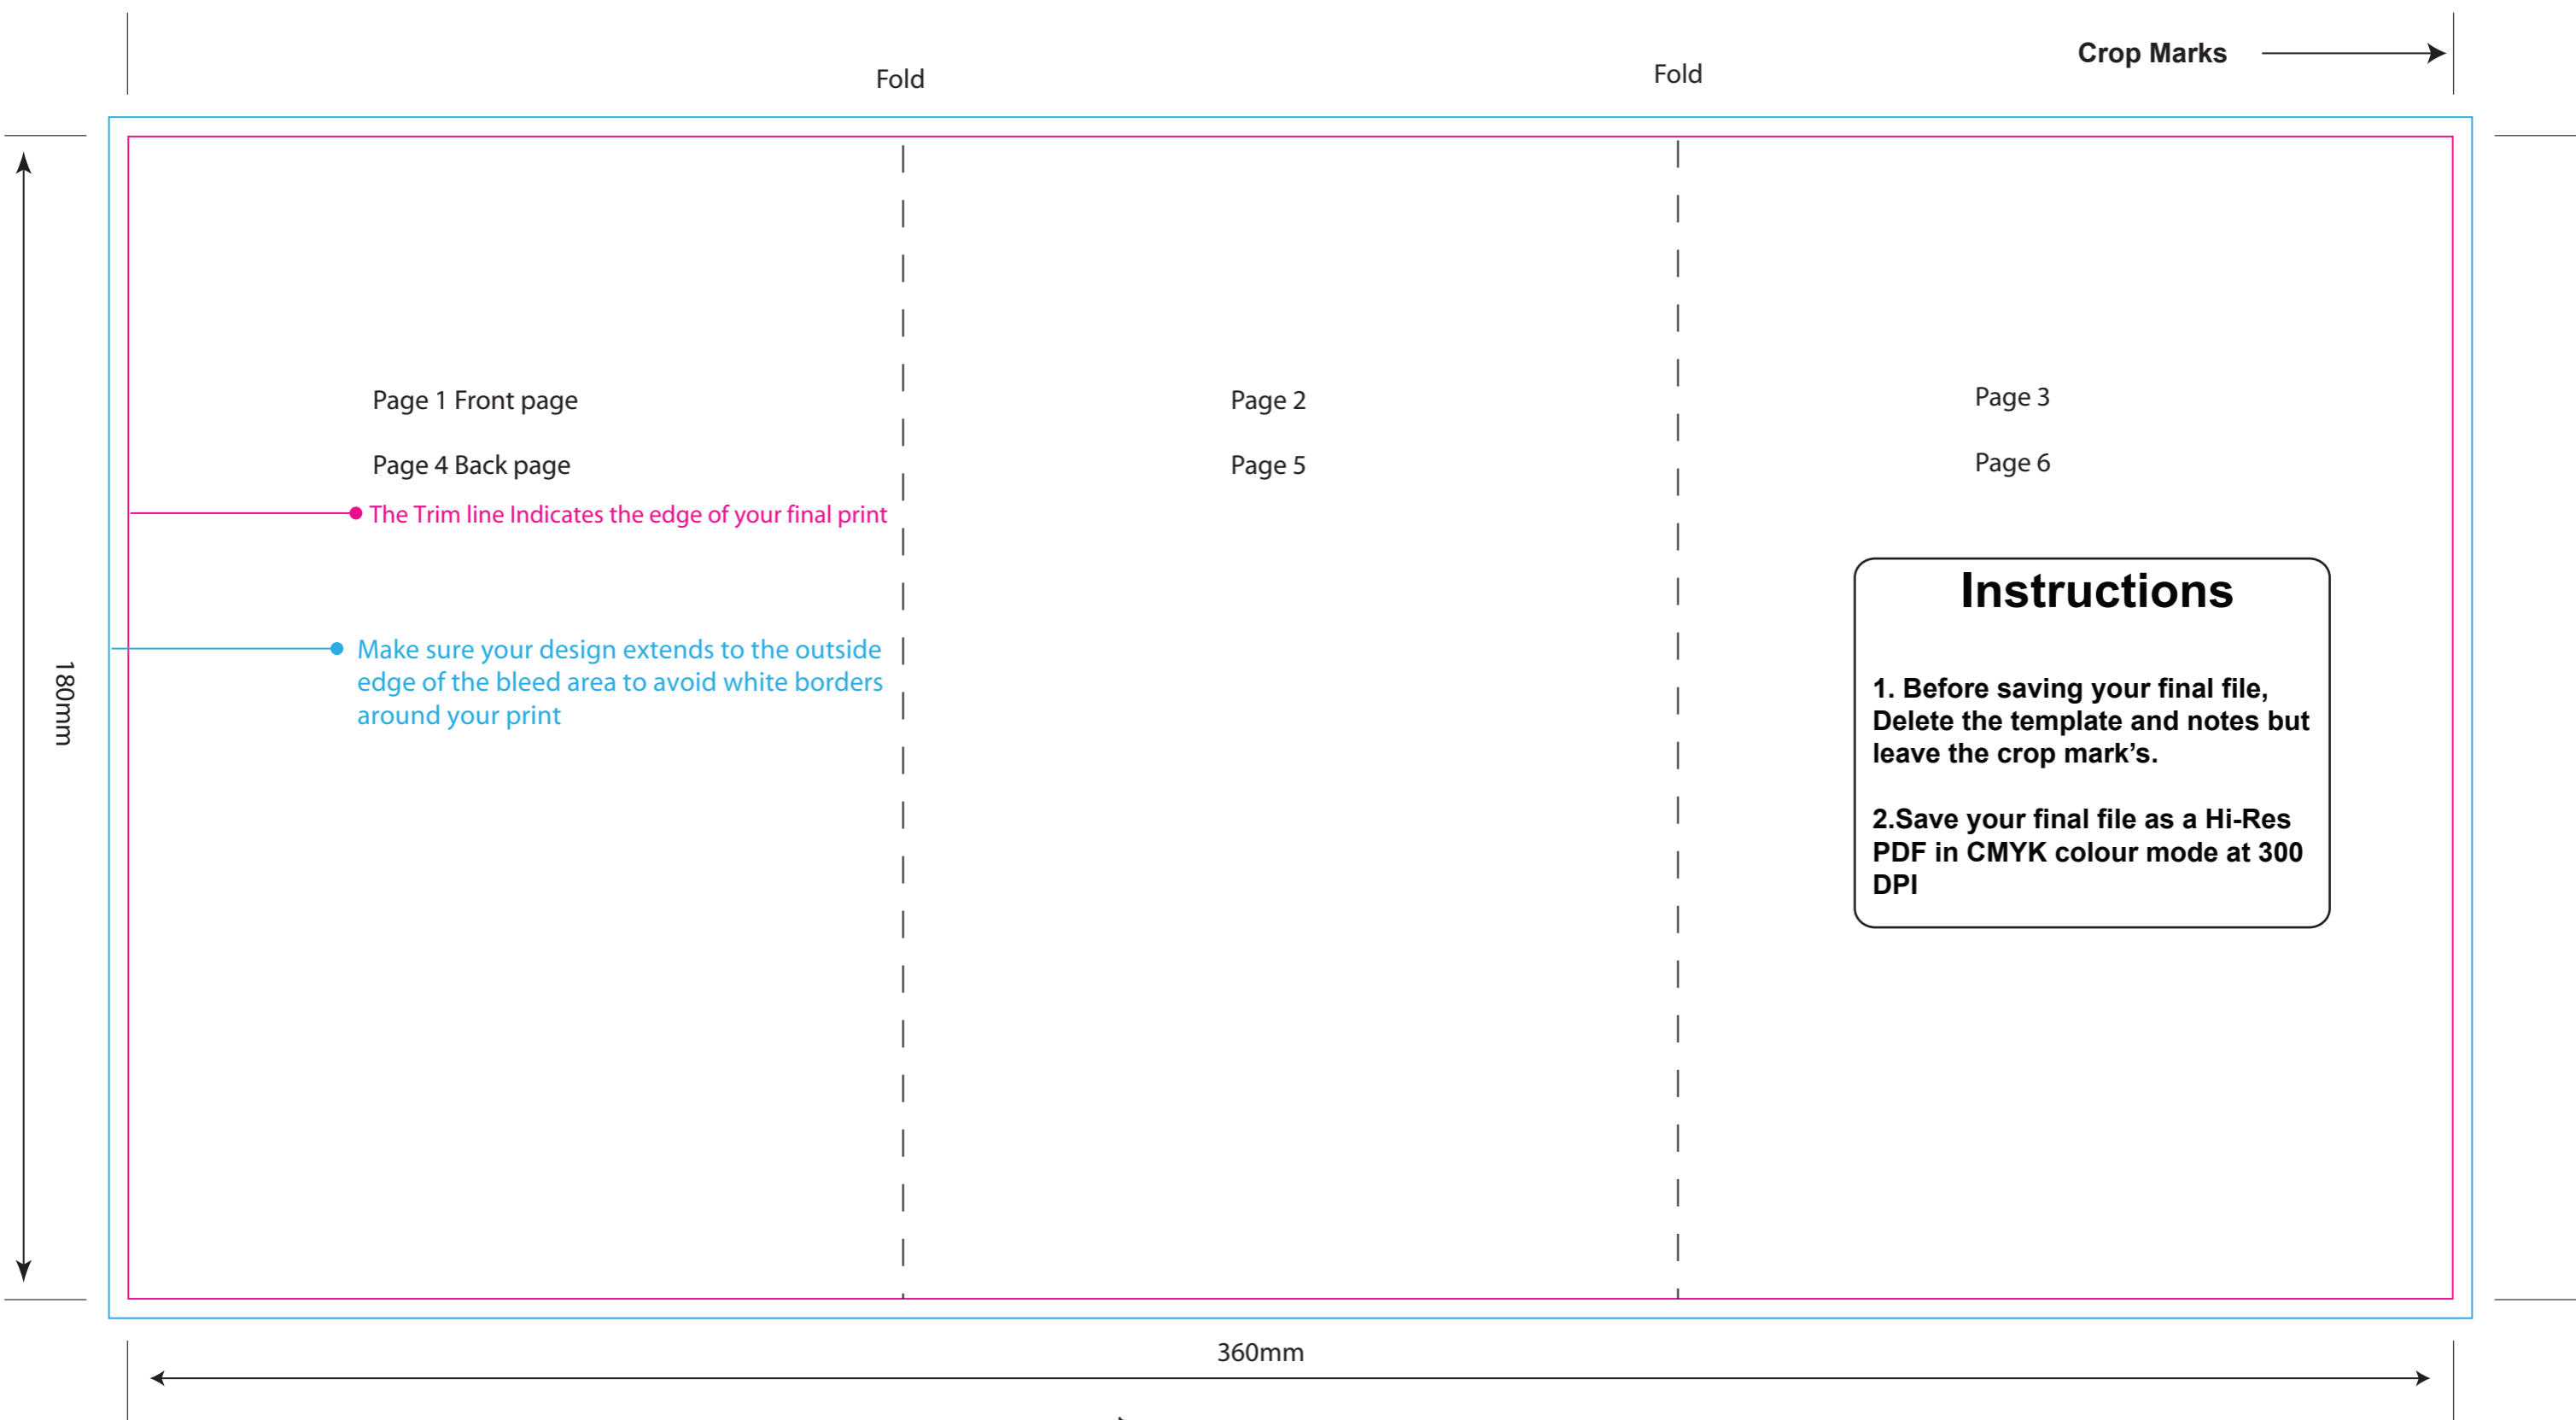 Crop Marks
Fold
Fold
Page 1 Front page
Page 4 Back page
The Trim line Indicates the edge of your final print
Make sure your design extends to the outside
edge of the bleed area to avoid white borders
around your print
Page 2
Page 5
Page 3
Page 6
Instructions
1. Before saving your final file,
Delete the template and notes but
leave the crop mark’s.
2.Save your final file as a Hi-Res
PDF in CMYK colour mode at 300
DPI
180mm
360mm